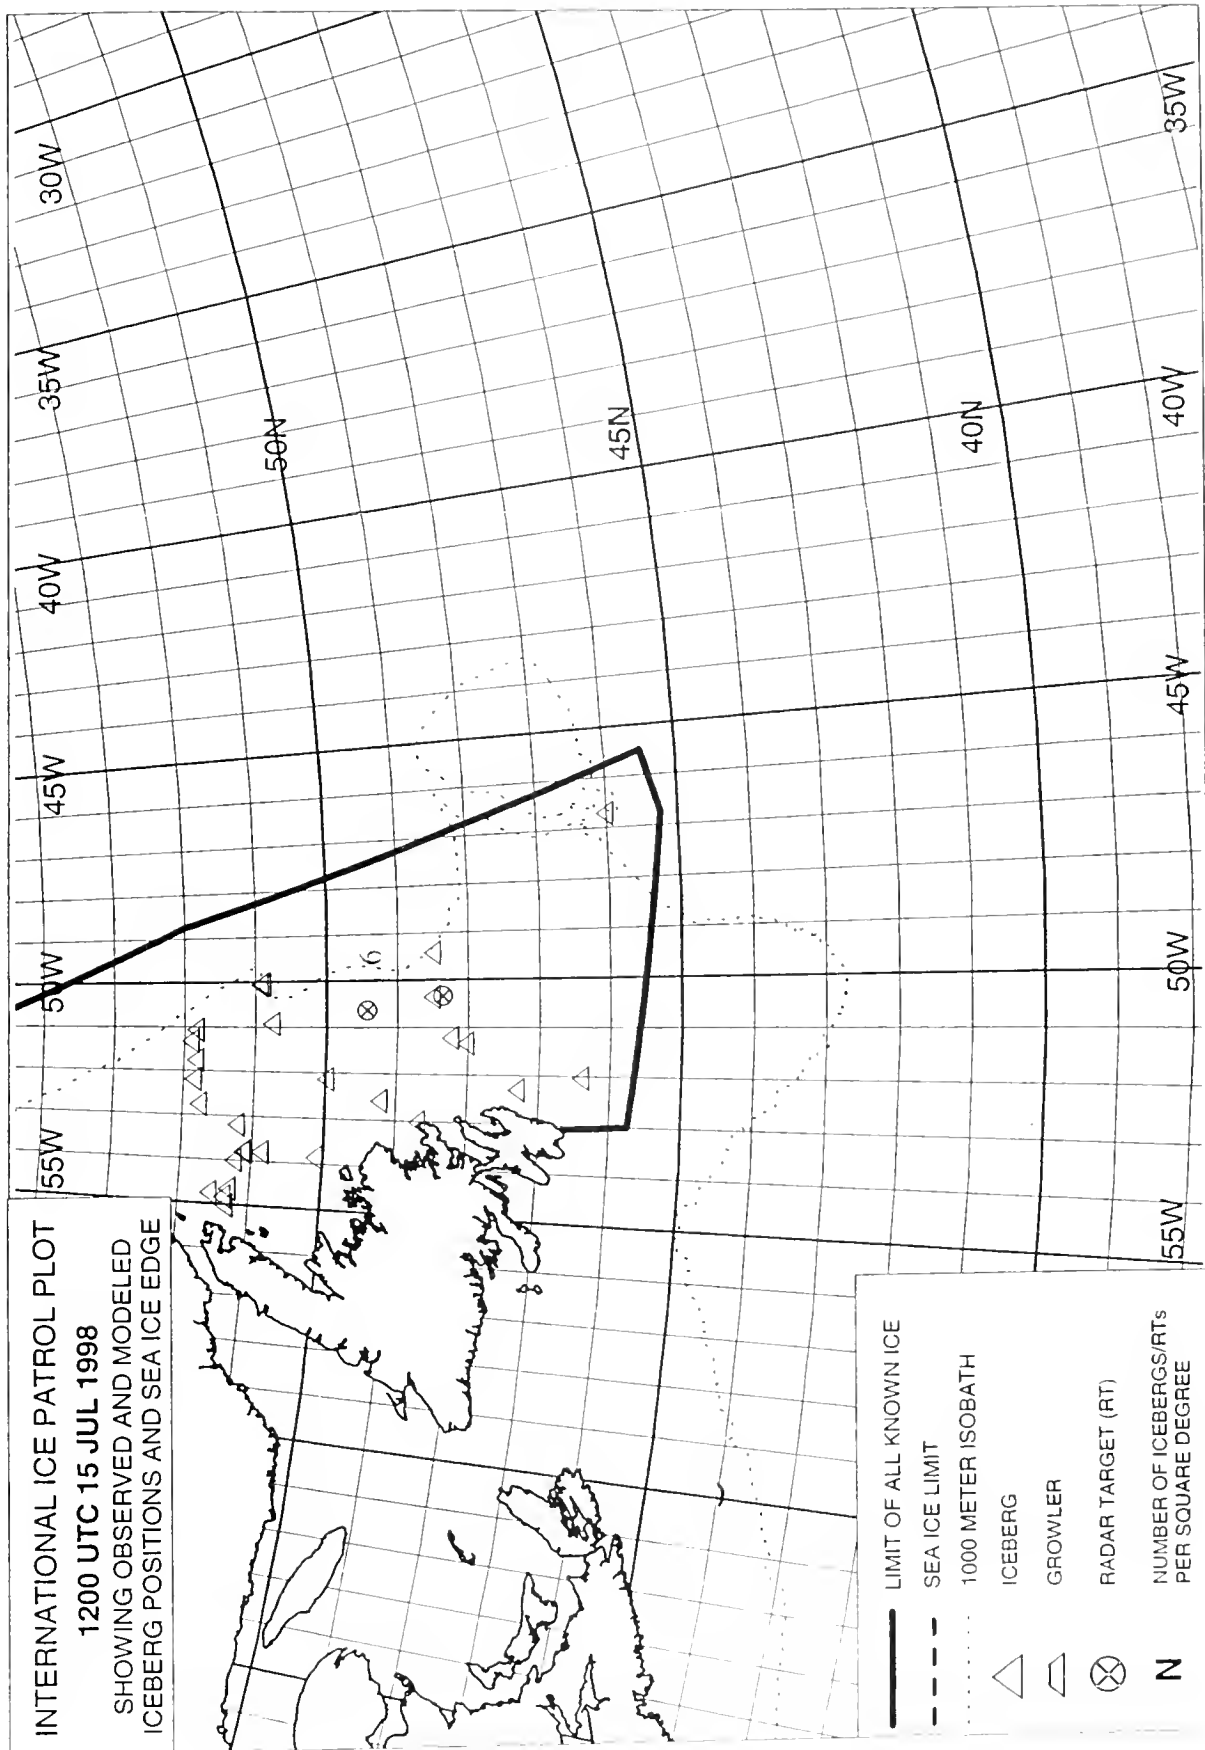 INTERNATIONAL ICE PATROL PLOT
1200 UTC 15 JUL 1998
SHOWING OBSERVED AND MODELED
ICEBERG POSITIONS AND SEA ICE EDGE
55W
50W
45W
40W
35W
30W
50N
45N
40N
6
LIMIT OF ALL KNOWN ICE
SEA ICE LIMIT
1000 METER ISOBATH
ICEBERG
GROWLER
RADAR TARGET (RT)
N NUMBER OF ICEBERGS/RTs
PER SQUARE DEGREE
55W
50W
45W
40W
35W